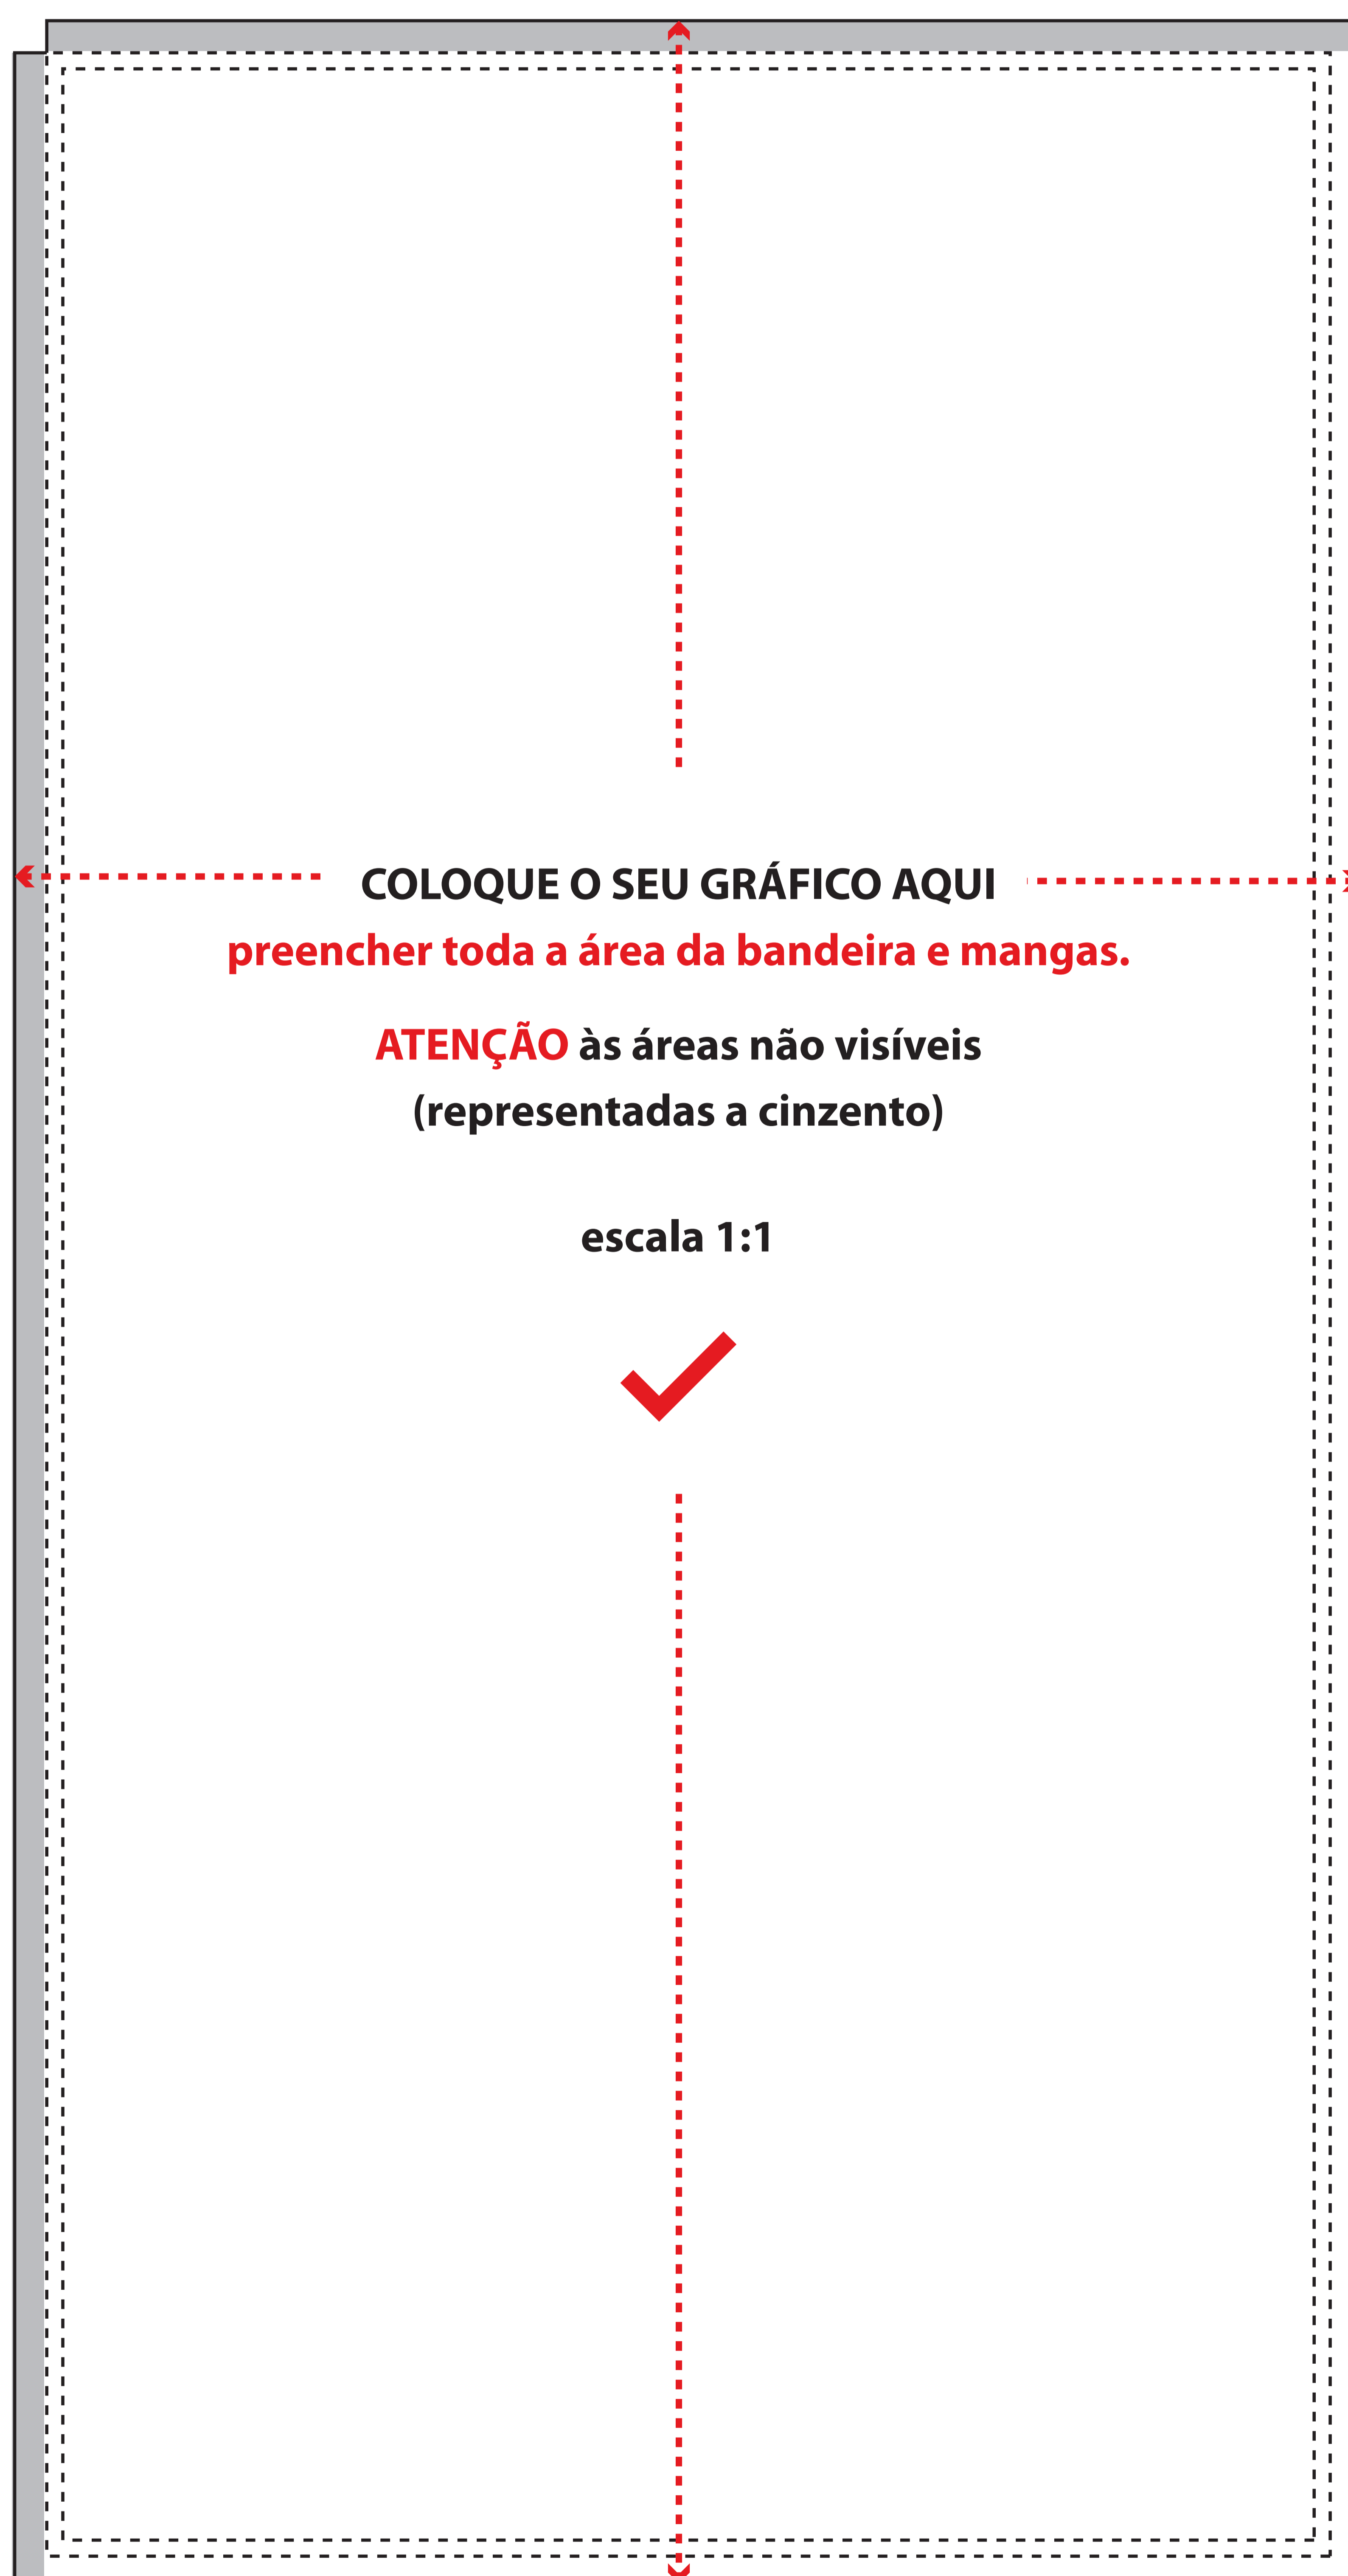 COLOQUE O SEU GRÁFICO AQUI
preencher toda a área da bandeira e mangas.
ATENÇÃO às áreas não visíveis
(representadas a cinzento)
escala 1:1